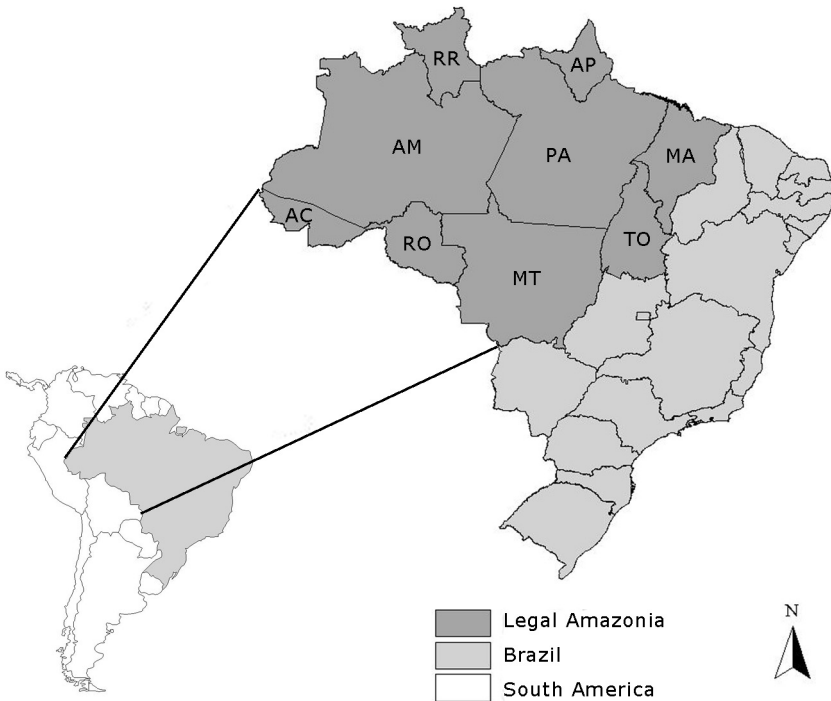 RR
AP
AM
PA
MA
AC
RO
TO
MT
Legal Amazonia
N
Brazil
South America